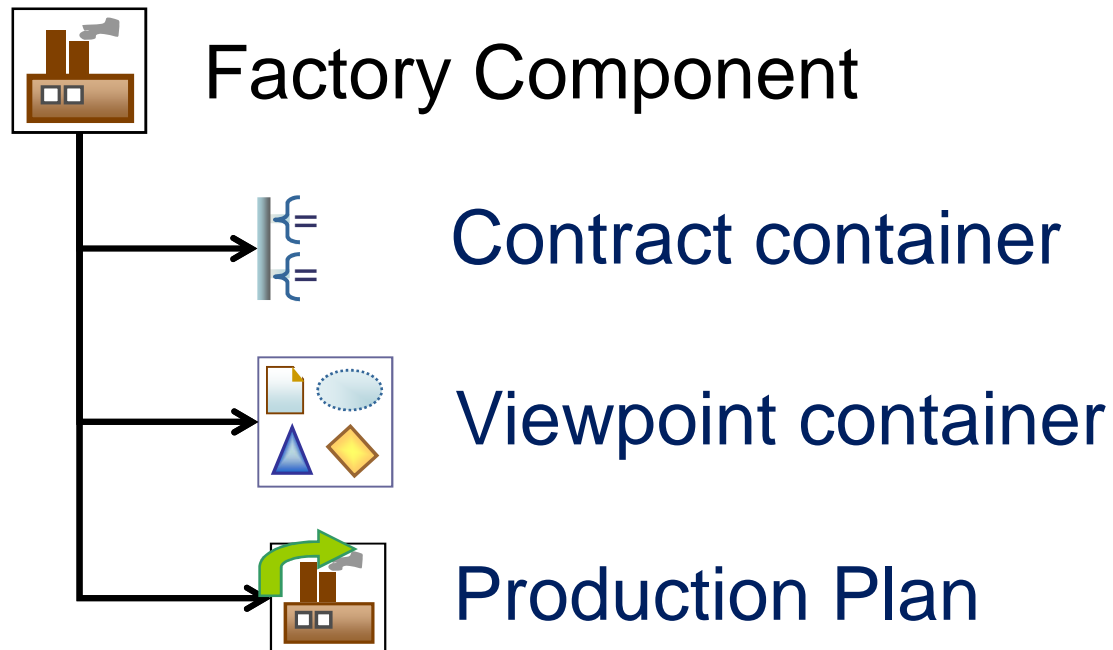 Factory Component
Contract container
Viewpoint container
Production Plan